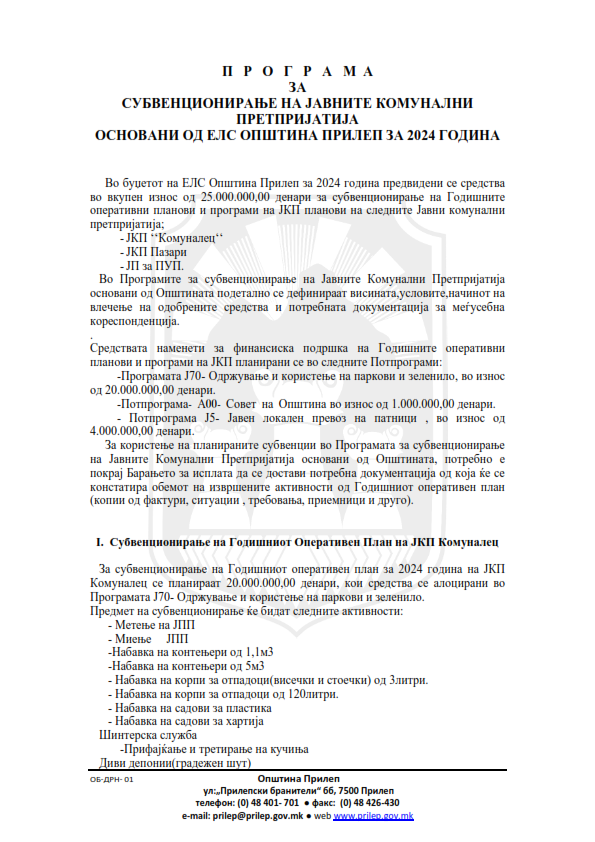 П Р О Г Р А М А
ЗА
СУБВЕНЦИОНИРАЊЕ НА ЈАВНИТЕ КОМУНАЛНИ
ПРЕТПРИЈАТИЈА
ОСНОВАНИ ОД ЕЛС ОПШТИНА ПРИЛЕП ЗА 2024 ГОДИНА
Во буџетот на ЕЛС Општина Прилеп за 2024 година предвидени се средства
во вкупен износ од 25.000.000,00 денари за субвенционирање на Годишните
оперативни планови и програми на ЈКП планови на следните Јавни комунални
претпријатија;
- ЈКП ‘‘Комуналец‘‘
- ЈКП Пазари
- ЈП за ПУП.
Во Програмите за субвенционирање на Јавните Комунални Претпријатија
основани од Општината подетално се дефинираат висината,условите,начинот на
влечење на одобрените средства и потребната документација за меѓусебна
кореспонденција.
.
Средствата наменети за финансиска подршка на Годишните оперативни
планови и програми на ЈКП планирани се во следните Потпрограми:
-Програмата Ј70- Одржување и користење на паркови и зеленило, во износ
од 20.000.000,00 денари.
-Потпрограма- А00- Совет на Општина во износ од 1.000.000,00 денари.
- Потпрограма Ј5- Јавен локален превоз на патници , во износ од
4.000.000,00 денари.
За користење на планираните субвенции во Програмата за субвенционирање
на Јавните Комунални Претпријатија основани од Општината, потребно е
покрај Барањето за исплата да се достави потребна документација од која ќе се
констатира обемот на извршените активности од Годишниот оперативен план
(копии од фактури, ситуации , требовања, приемници и друго).
I. Субвенционирање на Годишниот Оперативен План на ЈКП Комуналец
За субвенционирање на Годишниот оперативен план за 2024 година на ЈКП
Комуналец се планираат 20.000.000,00 денари, кои средства се алоцирани во
Програмата Ј70- Одржување и користење на паркови и зеленило.
Предмет на субвенционирање ќе бидат следните активности:
- Метење на ЈПП
- Миење ЈПП
-Набавка на контењери од 1,1м3
-Набавка на контењери од 5м3
- Набавка на корпи за отпадоци(висечки и стоечки) од 3литри.
- Набавка на корпи за отпадоци од 120литри.
- Набавка на садови за пластика
- Набавка на садови за хартија
Шинтерска служба
-Прифаќање и третирање на кучиња
Диви депонии(градежен шут)
ОБ-ДРН- 01
Општина Прилеп
ул:„Прилепски бранители“ бб, 7500 Прилеп
телефон: (0) 48 401- 701 ● факс: (0) 48 426-430
e-mail: prilep@prilep.gov.mk ● web www.prilep.gov.mk